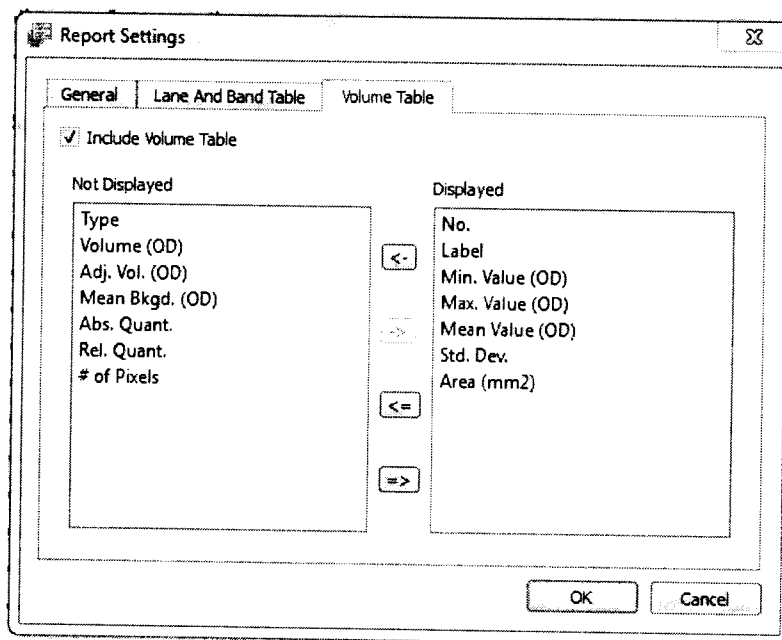 Report Settings
General
Lane And Band Table
Volume Table
Include Volume Table
Not Displayed
Type
Volume (OD)
Adj. Vol. (OD)
Mean Bkgd. (OD)
Abs. Quant.
Rel. Quant.
# of Pixels
<-
->
<=
=>
Displayed
No.
Label
Min. Value (OD)
Max. Value (OD)
Mean Value (OD)
Std. Dev.
Area (mm2)
OK
Cancel